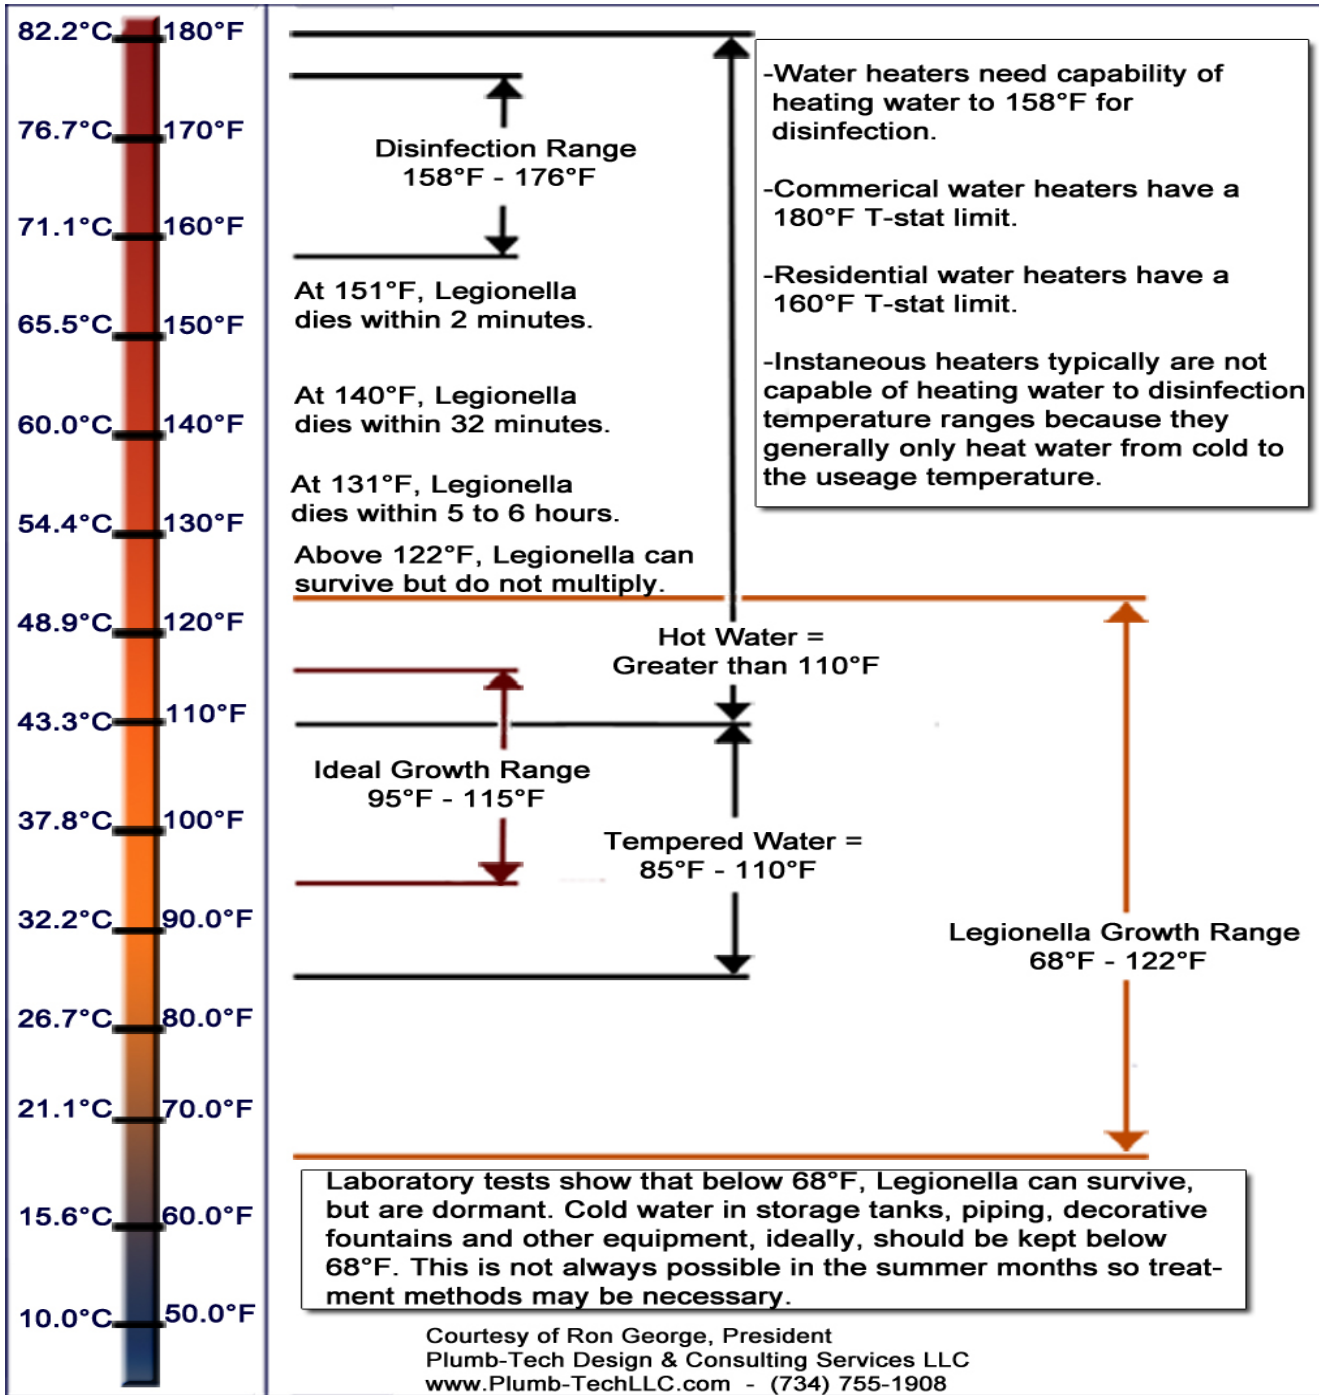 82.2°C 180°F
76.7°C 170°F
71.1°C 160°F
65.5°C 150°F
60.0°C 140°F
54.4°C 130°F
48.9°C 120°F
43.3°C 110°F
37.8°C 100°F
32.2°C 90.0°F
26.7°C 80.0°F
21.1°C 70.0°F
15.6°C 60.0°F
10.0°C 50.0°F
Disinfection Range
158°F - 176°F
At 151°F, Legionella
dies within 2 minutes.
At 140°F, Legionella
dies within 32 minutes.
At 131°F, Legionella
dies within 5 to 6 hours.
Above 122°F, Legionella can
survive but do not multiply.
Hot Water =
Greater than 110°F
Ideal Growth Range
95°F - 115°F
Tempered Water =
85°F - 110°F
-Water heaters need capability of
heating water to 158°F for
disinfection.
-Commerical water heaters have a
180°F T-stat limit.
-Residential water heaters have a
160°F T-stat limit.
-Instaneous heaters typically are not
capable of heating water to disinfection
temperature ranges because they
generally only heat water from cold to
the useage temperature.
Legionella Growth Range
68°F - 122°F
Laboratory tests show that below 68°F, Legionella can survive,
but are dormant. Cold water in storage tanks, piping, decorative
fountains and other equipment, ideally, should be kept below
68°F. This is not always possible in the summer months so treat-
ment methods may be necessary.
Courtesy of Ron George, President
Plumb-Tech Design & Consulting Services LLC
www.Plumb-TechLLC.com - (734) 755-1908